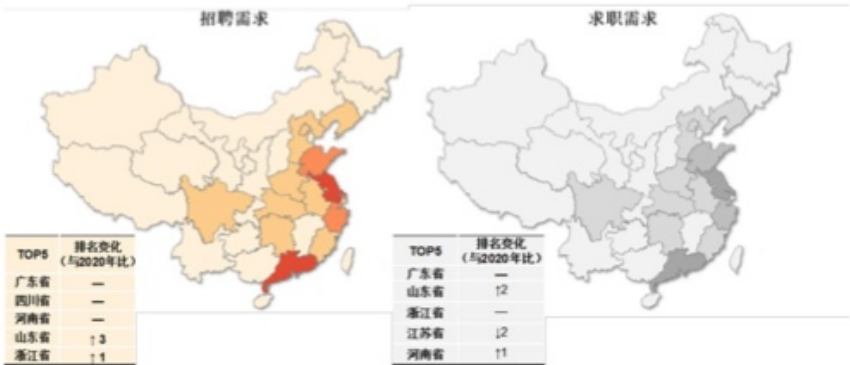 招聘需求
求职需求
TOP5 排名变化
（与2020年比）
广东省 —
四川省 —
河南省 —
山东省 ↑3
浙江省 ↑1
TOP5 排名变化
（与2020年比）
广东省 —
山东省 ↑2
浙江省 —
江苏省 ↓2
河南省 ↑1